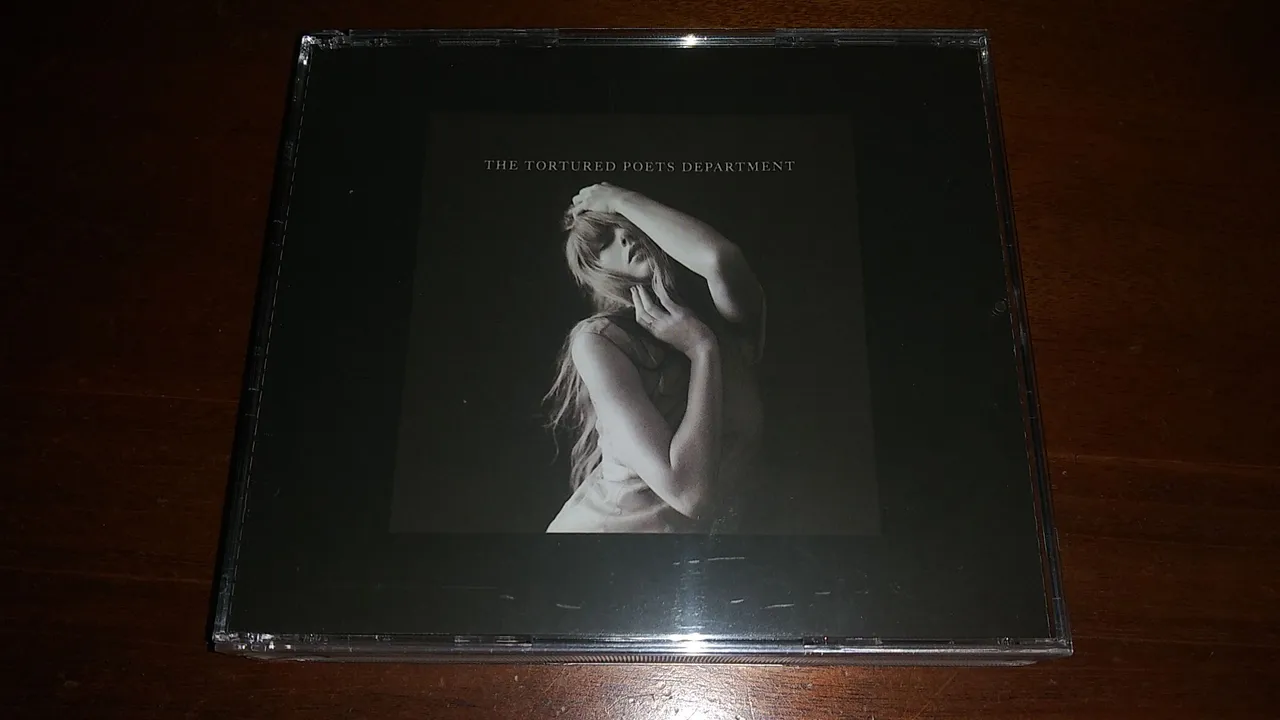 THE TORTURED POETS DEPARTMENT